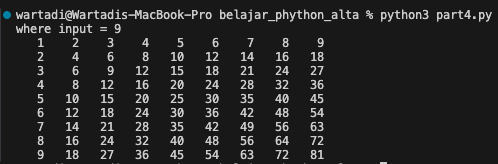 wartadi@Wartadis-MacBook-Pro belajar_phython_alta % python3 part4.py
where input = 9
1 2 3 4 5 6 7 8 9
2 4 6 8 10 12 14 16 18
3 6 9 12 15 18 21 24 27
4 8 12 16 20 24 28 32 36
5 10 15 20 25 30 35 40 45
6 12 18 24 30 36 42 48 54
7 14 21 28 35 42 49 56 63
8 16 24 32 40 48 56 64 72
9 18 27 36 45 54 63 72 81